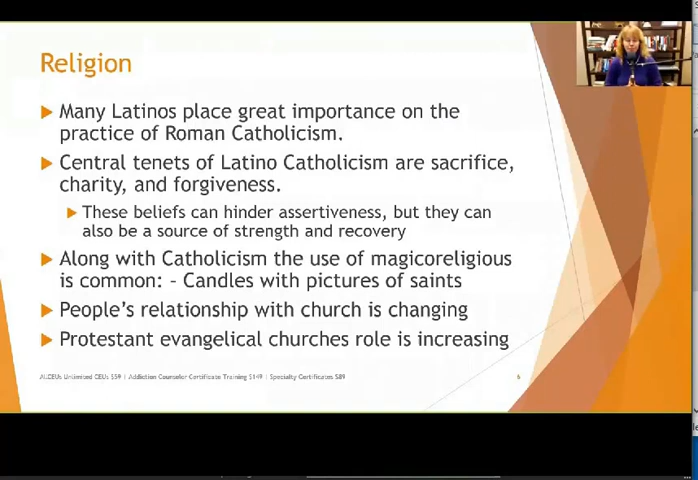 Religion
Many Latinos place great importance on the
practice of Roman Catholicism.
Central tenets of Latino Catholicism are sacrifice,
charity, and forgiveness.
These beliefs can hinder assertiveness, but they can
also be a source of strength and recovery
Along with Catholicism the use of magicoreligious
is common: – Candles with pictures of saints
People's relationship with church is changing
Protestant evangelical churches role is increasing
AllCEUs Unlimited CEUs $59 | Addiction Counselor Certificate Training $149 | Specialty Certificates $89
6